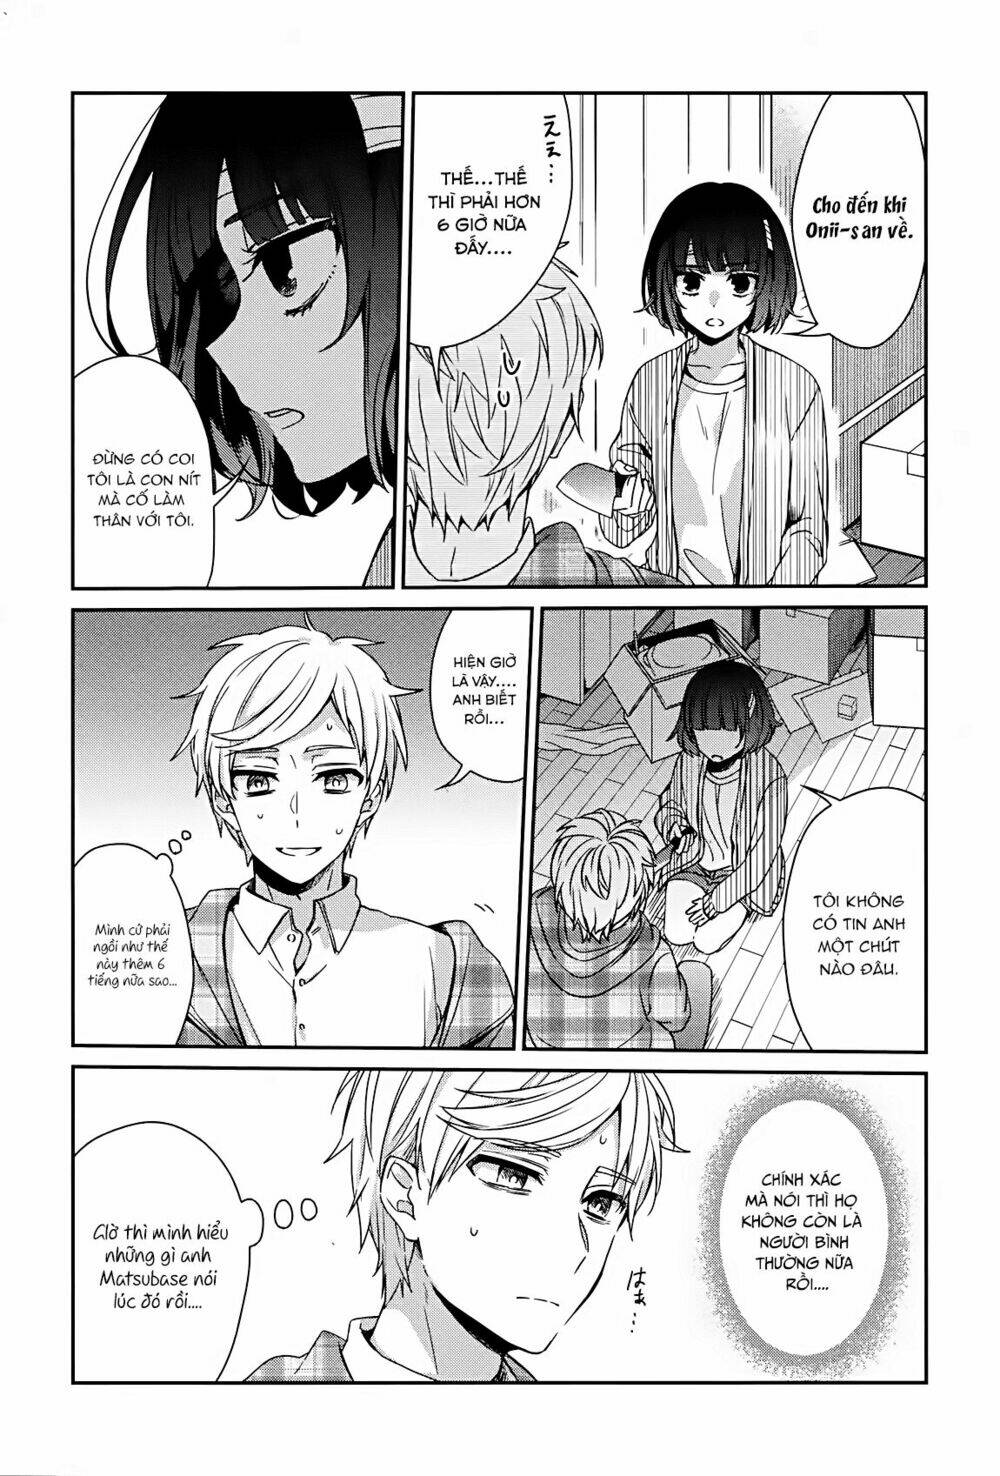 Cho đến khi
Onii-san về.
ええ…
THẾ...THẾ
THÌ PHẢI HƠN
6 GIỜ NỮA
ĐẤY....
ĐỪNG CÓ COI
TÔI LÀ CON NÍT
MÀ CỐ LÀM
THÂN VỚI TÔI.
TÔI KHÔNG
CÓ TIN ANH
MỘT CHÚT
NÀO ĐÂU.
HIỆN GIỜ
LÀ VẬY....
ANH BIẾT
RỒI...
Mình cứ phải
ngồi như thế
này thêm 6
tiếng nữa sao...
CHÍNH XÁC
MÀ NÓI THÌ HỌ
KHÔNG CÒN LÀ
NGƯỜI BÌNH
THƯỜNG NỮA
RỒI....
はぁ…
Giờ thì mình hiểu
những gì anh
Matsubase nói
lúc đó rồi....